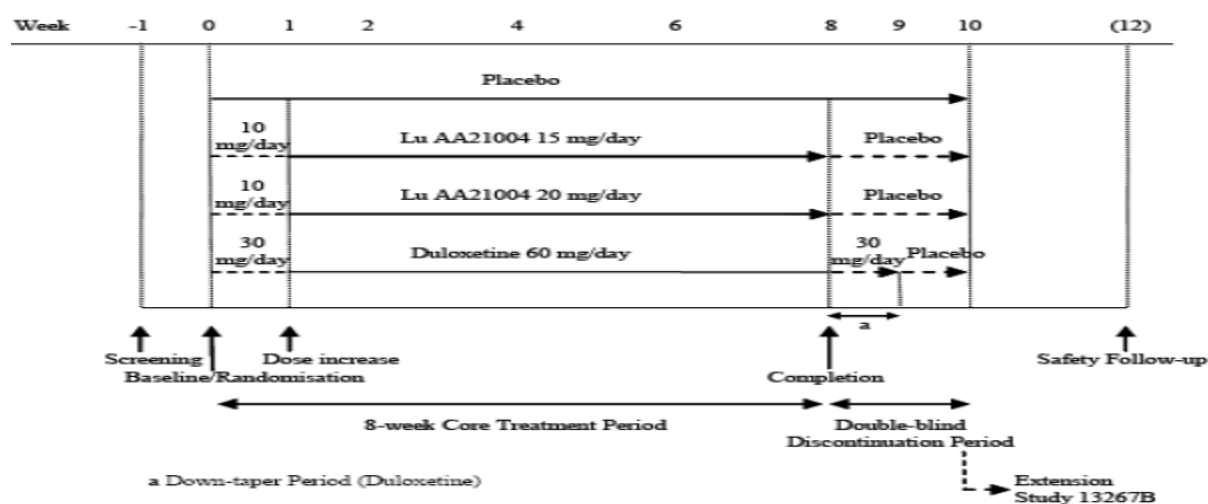 Week -1 0 1 2 4 6 8 9 10 (12)
Placebo
10
mg/day
Lu AA21004 15 mg/day
Placebo
10
mg/day
Lu AA21004 20 mg/day
Placebo
30
mg/day
Duloxetine 60 mg/day
30
mg/day
Placebo
a
Screening
Baseline/Randomisation
Dose increase
Completion
Safety Follow-up
8-week Core Treatment Period
Double-blind
Discontinuation Period
a Down-taper Period (Duloxetine)
Extension
Study 13267B